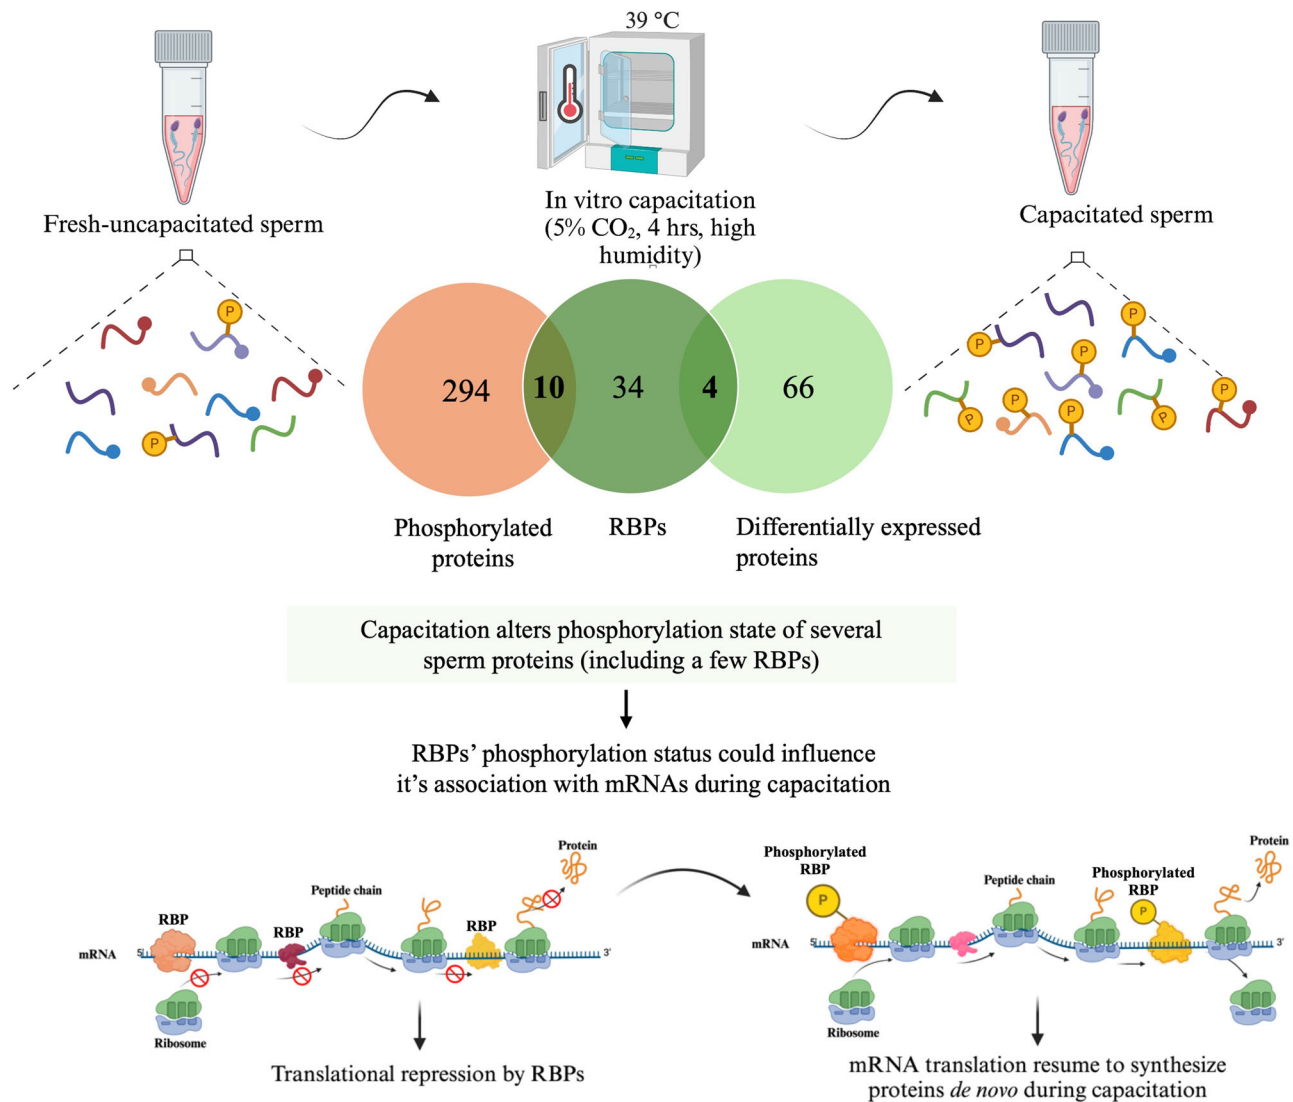 39 °C
In vitro capacitation
(5% CO₂, 4 hrs, high
humidity)
Fresh-uncapacitated sperm
Capacitated sperm
P
P
294
10
34
4
66
P
P
P
P
P
P
P
P
Phosphorylated
proteins
RBPs
Differentially expressed
proteins
Capacitation alters phosphorylation state of several
sperm proteins (including a few RBPs)
RBPs’ phosphorylation status could influence
it’s association with mRNAs during capacitation
RBP
RBP
Peptide chain
RBP
Protein
mRNA
5'
3'
Ribosome
Translational repression by RBPs
Phosphorylated
RBP
P
Peptide chain
Phosphorylated
RBP
P
Protein
mRNA
5'
3'
Ribosome
mRNA translation resume to synthesize
proteins de novo during capacitation